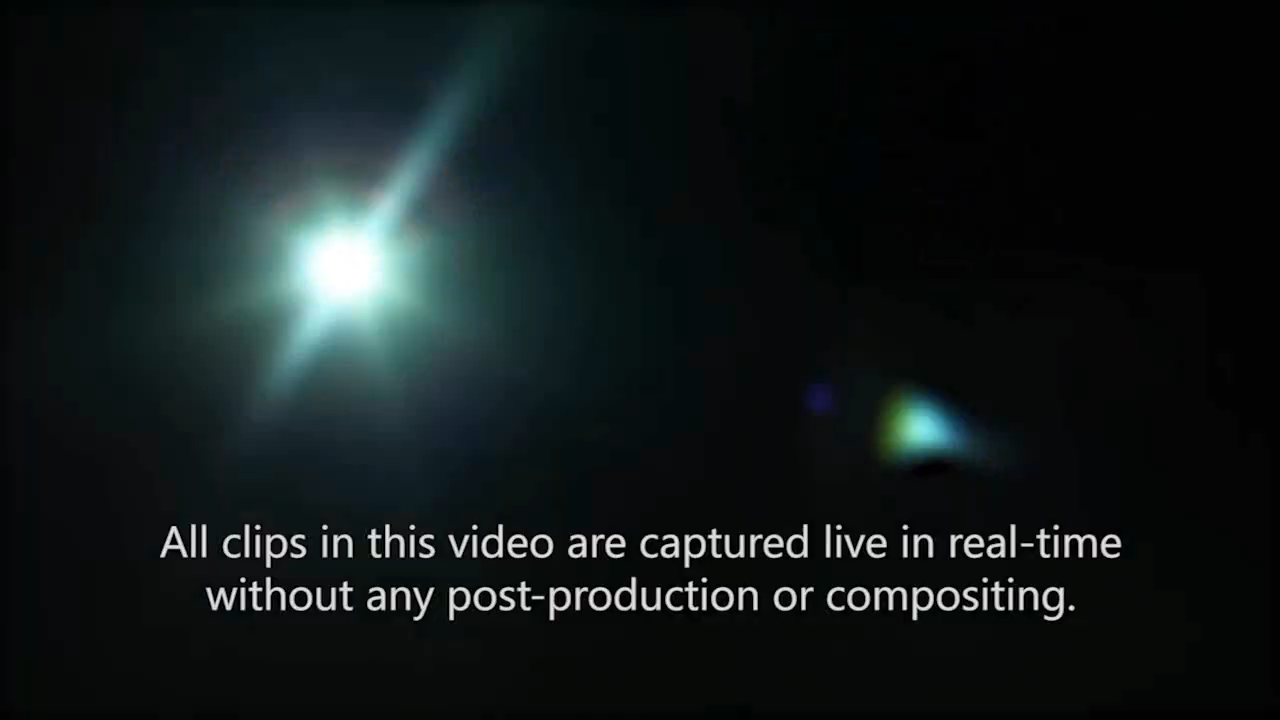 All clips in this video are captured live in real-time
without any post-production or compositing.